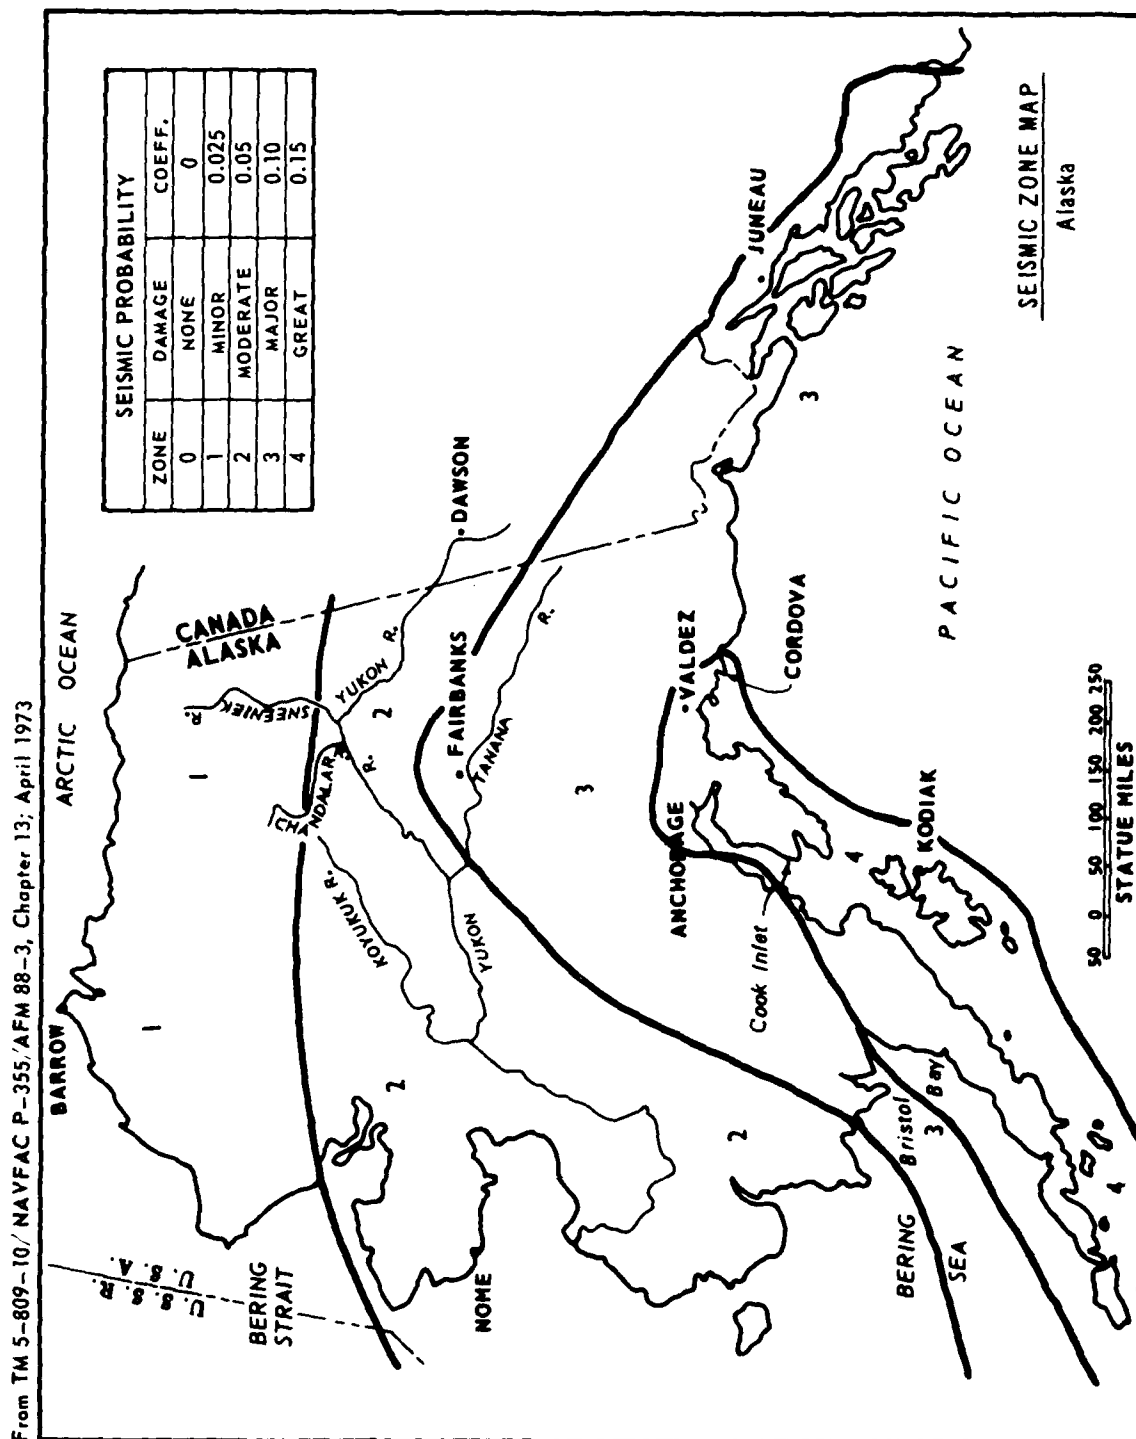 From TM 5-809-10/ NAVFAC P-355/AFM 88-3, Chapter 13; April 1973
SEISMIC PROBABILITY
ZONE DAMAGE COEFF.
0 NONE 0
1 MINOR 0.025
2 MODERATE 0.05
3 MAJOR 0.10
4 GREAT 0.15
ARCTIC OCEAN
BARROW
CANADA
ALASKA
U. S. S. R.
U. S. A.
BERING
STRAIT
1
1
SNEENIEK R.
CHANDALAR R.
YUKON R.
R.
2
KOYUKUK R.
YUKON
2
DAWSON
FAIRBANKS
TANANA R.
NOME
3
2
JUNEAU
VALDEZ
ANCHORAGE
CORDOVA
Cook Inlet
3
4
KODIAK
Bristol Bay
3
BERING
SEA
4
PACIFIC OCEAN
50 0 50 100 150 200 250
STATUE MILES
SEISMIC ZONE MAP
Alaska